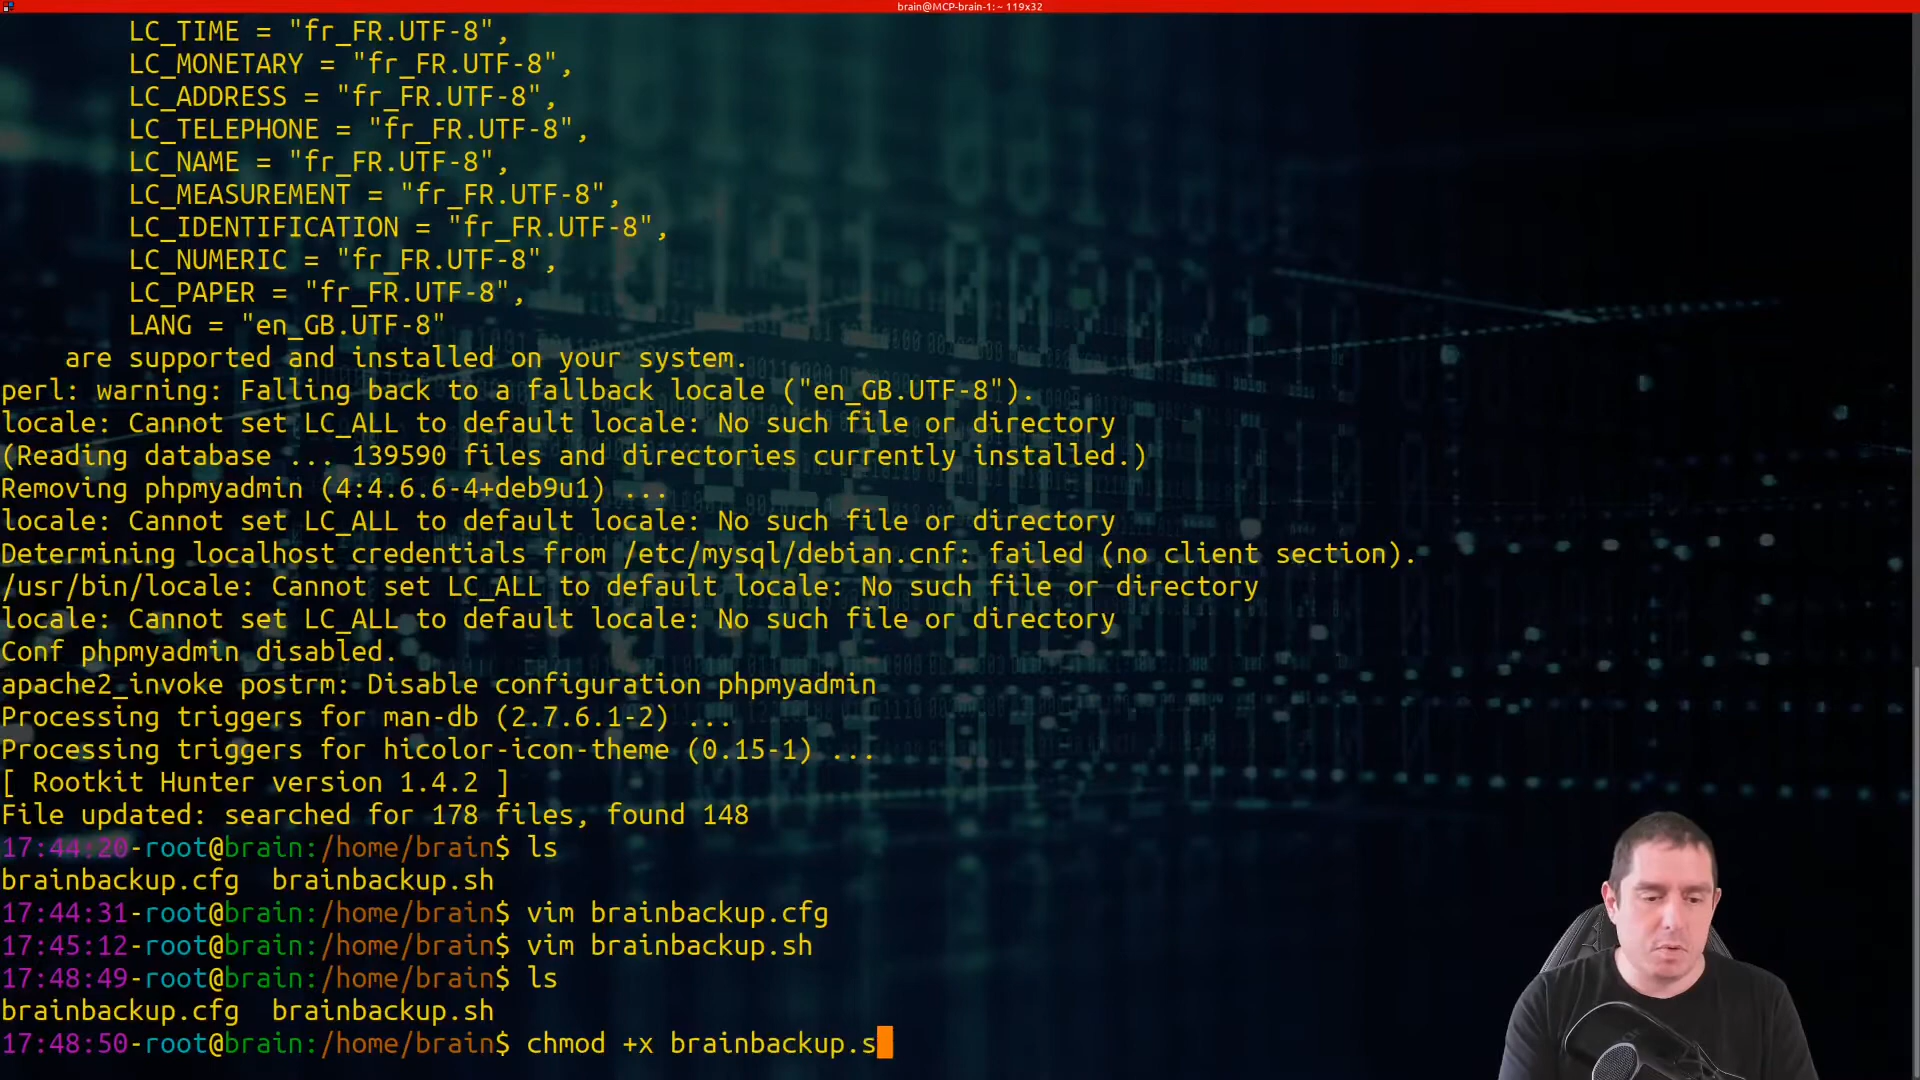 brain@MCP-brain-1: ~ 119x32
LC_TIME = "fr_FR.UTF-8",
LC_MONETARY = "fr_FR.UTF-8",
LC_ADDRESS = "fr_FR.UTF-8",
LC_TELEPHONE = "fr_FR.UTF-8",
LC_NAME = "fr_FR.UTF-8",
LC_MEASUREMENT = "fr_FR.UTF-8",
LC_IDENTIFICATION = "fr_FR.UTF-8",
LC_NUMERIC = "fr_FR.UTF-8",
LC_PAPER = "fr_FR.UTF-8",
LANG = "en_GB.UTF-8"
are supported and installed on your system.
perl: warning: Falling back to a fallback locale ("en_GB.UTF-8").
locale: Cannot set LC_ALL to default locale: No such file or directory
(Reading database ... 139590 files and directories currently installed.)
Removing phpmyadmin (4:4.6.6-4+deb9u1) ...
locale: Cannot set LC_ALL to default locale: No such file or directory
Determining localhost credentials from /etc/mysql/debian.cnf: failed (no client section).
/usr/bin/locale: Cannot set LC_ALL to default locale: No such file or directory
locale: Cannot set LC_ALL to default locale: No such file or directory
Conf phpmyadmin disabled.
apache2_invoke postrm: Disable configuration phpmyadmin
Processing triggers for man-db (2.7.6.1-2) ...
Processing triggers for hicolor-icon-theme (0.15-1) ...
[ Rootkit Hunter version 1.4.2 ]
File updated: searched for 178 files, found 148
17:44:20-root@brain:/home/brain$ ls
brainbackup.cfg  brainbackup.sh
17:44:31-root@brain:/home/brain$ vim brainbackup.cfg
17:45:12-root@brain:/home/brain$ vim brainbackup.sh
17:48:49-root@brain:/home/brain$ ls
brainbackup.cfg  brainbackup.sh
17:48:50-root@brain:/home/brain$ chmod +x brainbackup.s